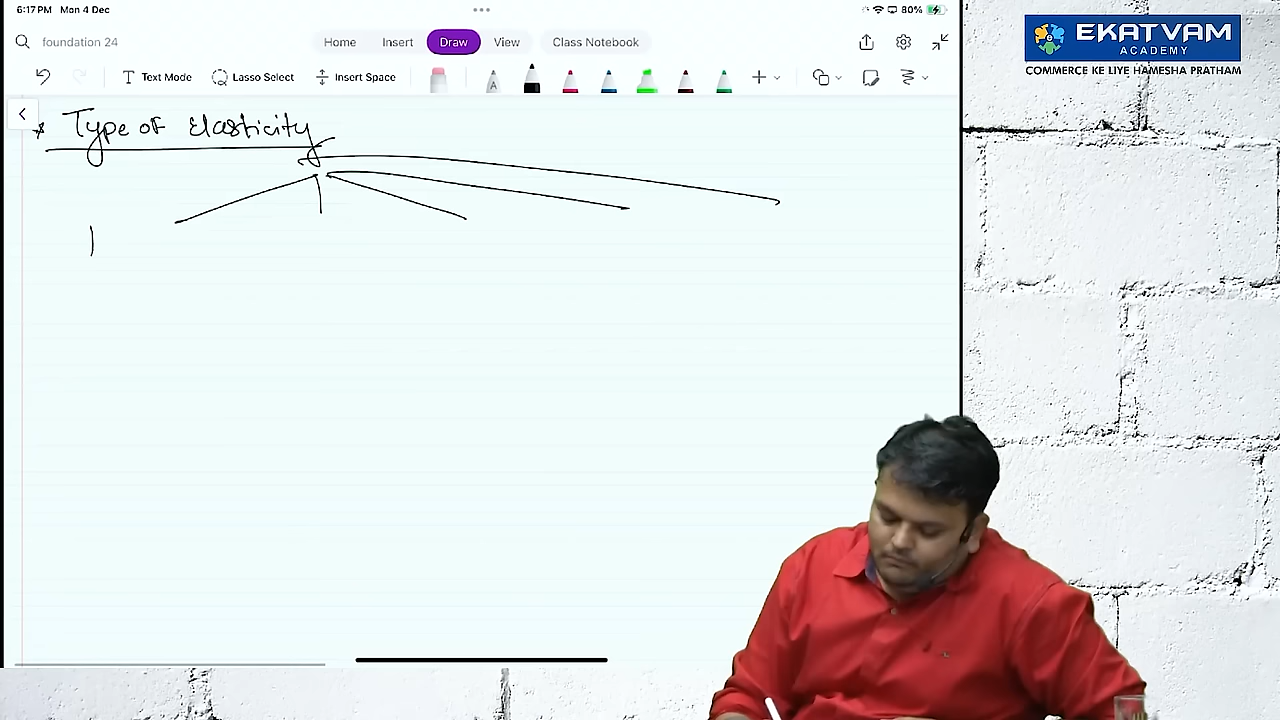 6:17 PM Mon 4 Dec
80%
foundation 24
Home Insert Draw View Class Notebook
Text Mode Lasso Select Insert Space
* Type of Elasticity
EKATVAM
ACADEMY
COMMERCE KE LIYE HAMESHA PRATHAM